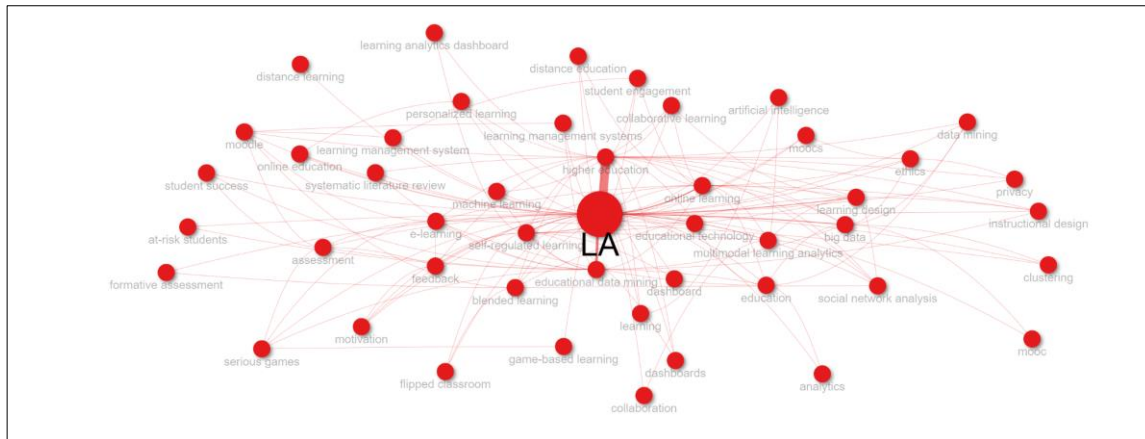 learning analytics dashboard
distance education
distance learning
student engagement
artificial intelligence
personalized learning
collaborative learning
data mining
learning management systems
moodle
learning management system
moocs
online education
higher education
ethics
student success
systematic literature review
machine learning
online learning
privacy
learning design
instructional design
at-risk students
e-learning
self-regulated learning
LA
educational technology
big data
assessment
multimodal learning analytics
feedback
educational data mining
dashboard
clustering
formative assessment
blended learning
education
social network analysis
learning
motivation
mooc
serious games
game-based learning
dashboards
flipped classroom
analytics
collaboration